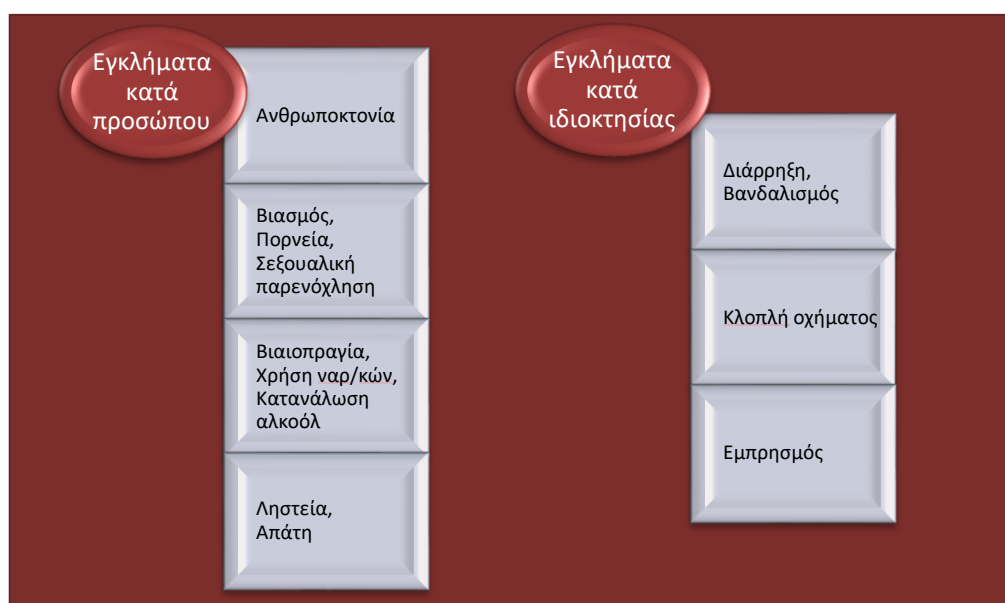 Εγκλήματα
κατά
προσώπου
Ανθρωποκτονία
Βιασμός,
Πορνεία,
Σεξουαλική
παρενόχληση
Βιαιοπραγία,
Χρήση ναρ/κών,
Κατανάλωση
αλκοόλ
Ληστεία,
Απάτη
Εγκλήματα
κατά
ιδιοκτησίας
Διάρρηξη,
Βανδαλισμός
Κλοπλή οχήματος
Εμπρησμός